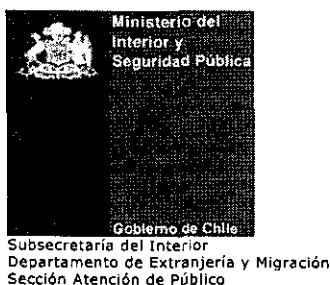 Ministerio del
Interior y
Seguridad Pública
Gobierno de Chile
Subsecretaría del Interior
Departamento de Extranjería y Migración
Sección Atención de Público